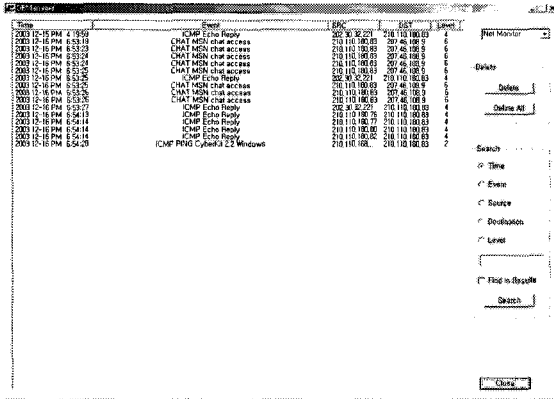 Time Event SRC DST Level
2003 12-15 PM 4:19:59 ICMP Echo Reply 202.30.32.221 210.110.180.83 4
2003 12-16 PM 6:53:19 CHAT MSN chat access 210.110.180.83 207.46.108.9 6
2003 12-16 PM 6:53:23 CHAT MSN chat access 210.110.180.83 207.46.108.9 6
2003 12-16 PM 6:53:24 CHAT MSN chat access 210.110.180.83 207.46.108.9 6
2003 12-16 PM 6:53:24 CHAT MSN chat access 210.110.180.83 207.46.108.9 6
2003 12-16 PM 6:53:25 CHAT MSN chat access 210.110.180.83 207.46.108.9 6
2003 12-16 PM 6:53:25 ICMP Echo Reply 202.30.32.221 210.110.180.83 4
2003 12-16 PM 6:53:25 CHAT MSN chat access 210.110.180.83 207.46.108.9 6
2003 12-16 PM 6:53:26 CHAT MSN chat access 210.110.180.83 207.46.108.9 6
2003 12-16 PM 6:53:26 CHAT MSN chat access 210.110.180.83 207.46.108.9 6
2003 12-16 PM 6:53:27 ICMP Echo Reply 202.30.32.221 210.110.180.83 4
2003 12-16 PM 6:54:13 ICMP Echo Reply 210.110.180.76 210.110.180.83 4
2003 12-16 PM 6:54:14 ICMP Echo Reply 210.110.180.77 210.110.180.83 4
2003 12-16 PM 6:54:14 ICMP Echo Reply 210.110.180.80 210.110.180.83 4
2003 12-16 PM 6:54:14 ICMP Echo Reply 210.110.180.82 210.110.180.83 4
2003 12-16 PM 6:54:28 ICMP PING CyberKit 2.2 Windows 210.110.168... 210.110.180.83 2
Net Monitor
Delete
Delete
Delete All
Search
Time
Event
Source
Destination
Level
Find in Results
Search
Close